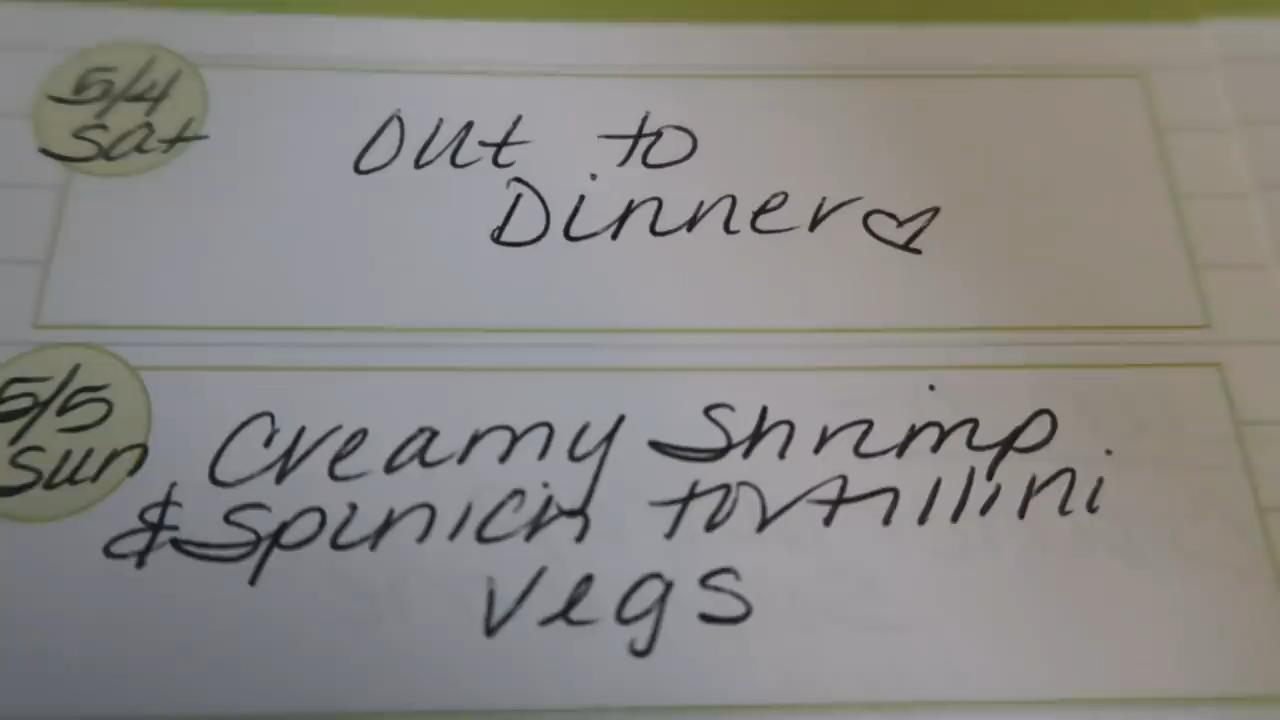 5/4
Sat
Out to
Dinner♡
5/5
Sun
Creamy Shrimp
& Spinich tortillini
vegs